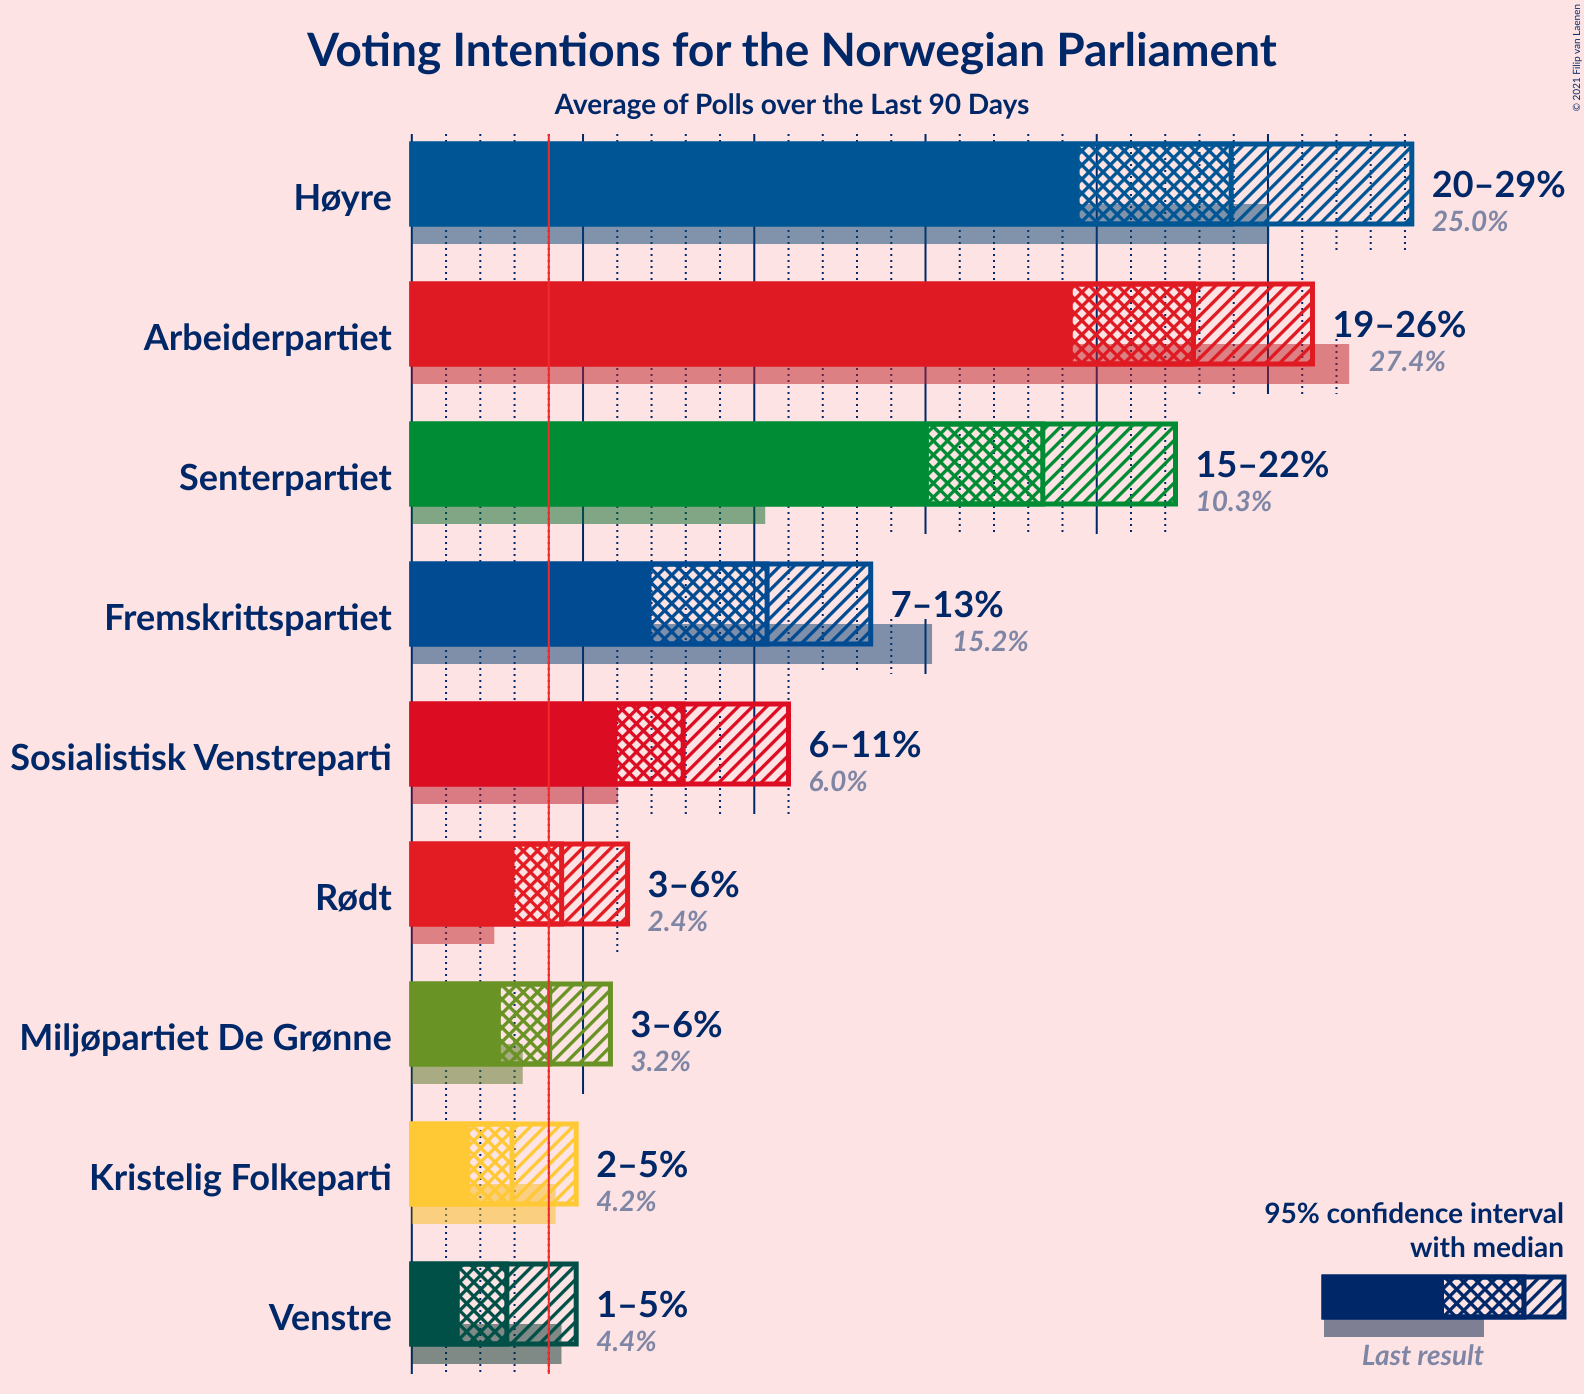 Voting Intentions for the Norwegian Parliament
Average of Polls over the Last 90 Days
© 2021 Filip van Laenen
Høyre
20–29%
25.0%
Arbeiderpartiet
19–26%
27.4%
Senterpartiet
15–22%
10.3%
Fremskrittspartiet
7–13%
15.2%
Sosialistisk Venstreparti
6–11%
6.0%
Rødt
3–6%
2.4%
Miljøpartiet De Grønne
3–6%
3.2%
Kristelig Folkeparti
2–5%
4.2%
Venstre
1–5%
4.4%
95% confidence interval
with median
Last result